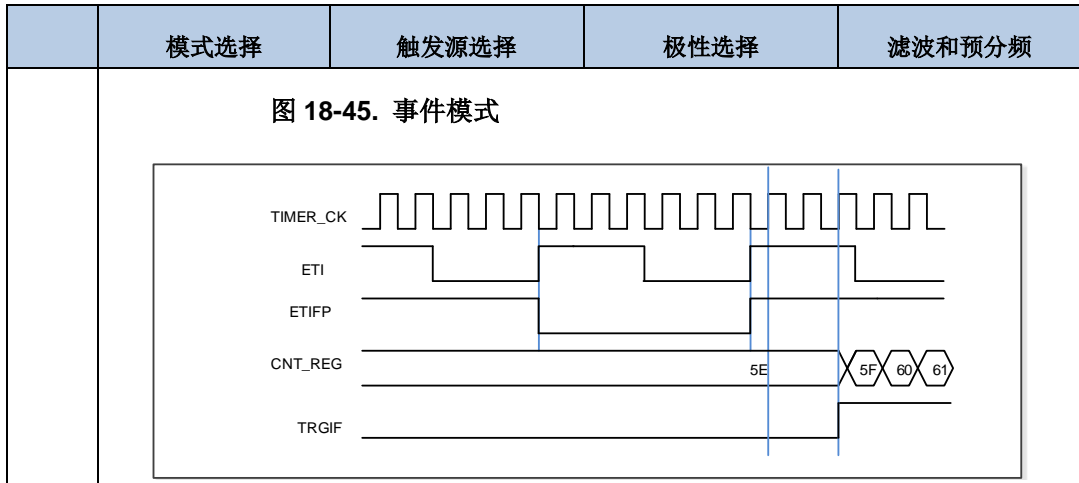 模式选择 触发源选择 极性选择 滤波和预分频
图 18-45. 事件模式
TIMER_CK
ETI
ETIFP
CNT_REG 5E 5F 60 61
TRGIF